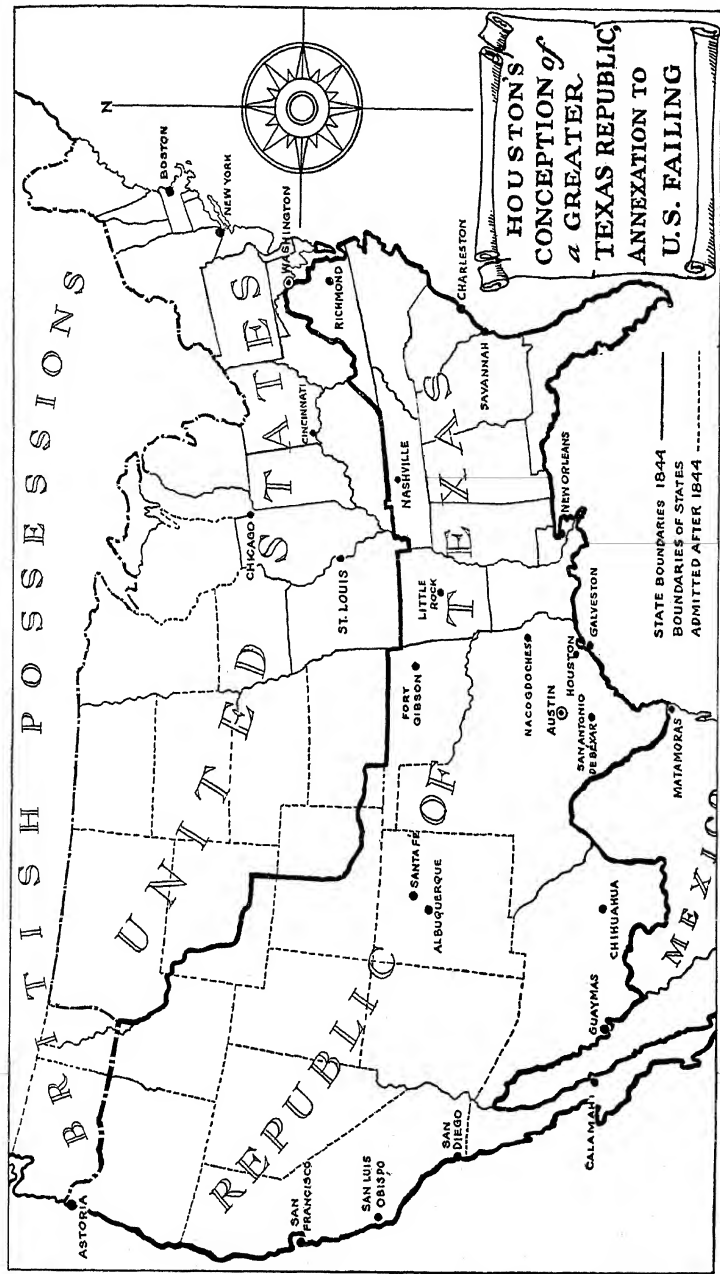 HOUSTON'S
CONCEPTION of
a GREATER
TEXAS REPUBLIC,
ANNEXATION TO
U.S. FAILING
N
BRITISH POSSESSIONS
UNITED STATES
REPUBLIC OF TEXAS
MEXICO
BOSTON
NEW YORK
WASHINGTON
RICHMOND
CHARLESTON
SAVANNAH
CINCINNATI
CHICAGO
ST. LOUIS
NASHVILLE
LITTLE
ROCK
NEW ORLEANS
FORT
GIBSON
NACOGDOCHES
HOUSTON
GALVESTON
AUSTIN
SAN ANTONIO
DE BÉXAR
MATAMORAS
SANTA FÉ
ALBUQUERQUE
CHIHUAHUA
GUAYMAS
CALAMAHI
SAN
DIEGO
SAN LUIS
OBISPO
SAN
FRANCISCO
ASTORIA
STATE BOUNDARIES 1844
BOUNDARIES OF STATES
ADMITTED AFTER 1844